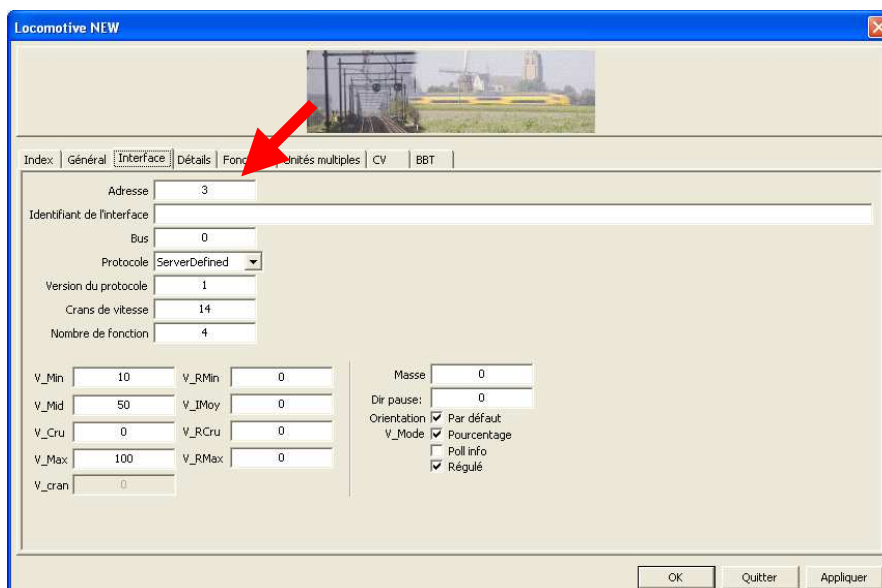 Locomotive NEW
Index Général Interface Détails Unités multiples CV BBT
Adresse 3
Identifiant de l'interface
Bus 0
Protocole ServerDefined
Version du protocole 1
Crans de vitesse 14
Nombre de fonction 4
V_Min 10 V_RMin 0 Masse 0
V_Mid 50 V_IMoy 0 Dir pause: 0
Orientation Par défaut
V_Cru 0 V_RCru 0 V_Mode Pourcentage
Poll info
V_Max 100 V_RMax 0 Régulé
V_cran 0
OK Quitter Appliquer